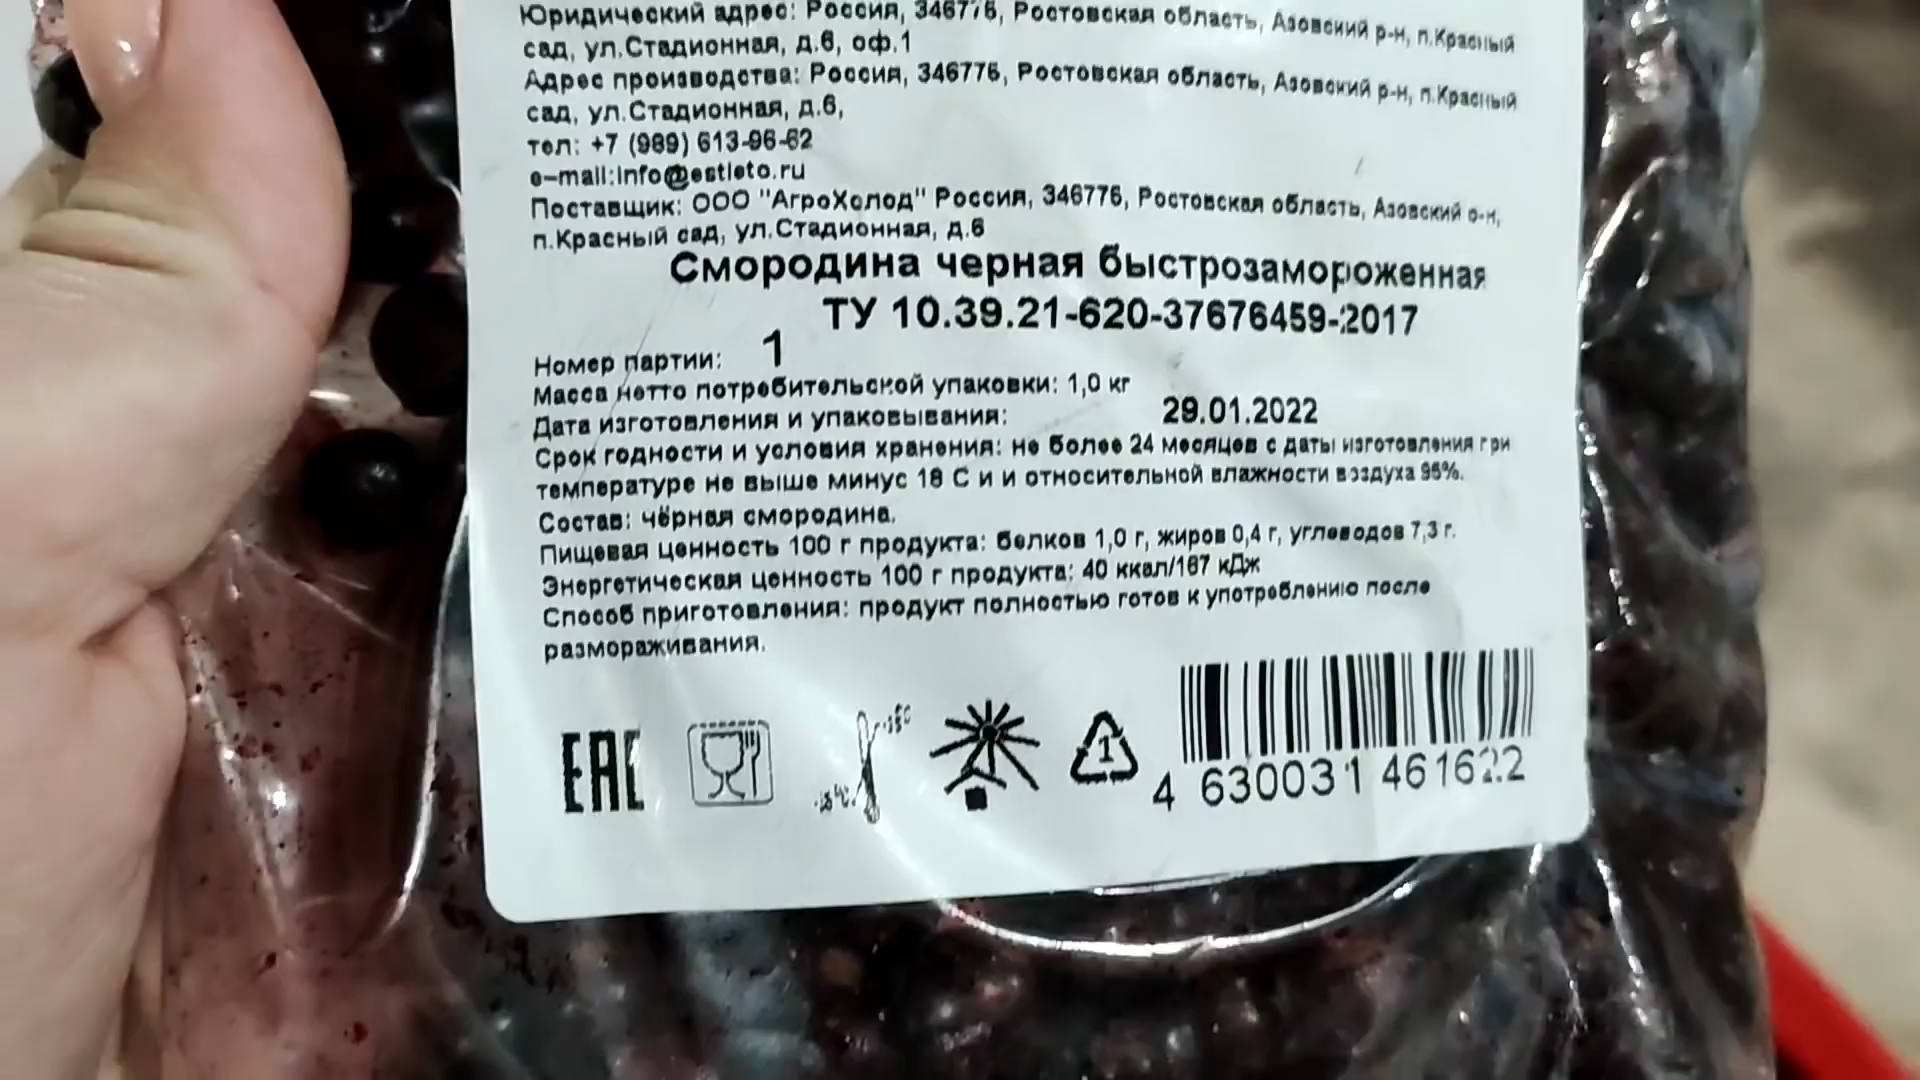 Юридический адрес: Россия, 346776, Ростовская область, Азовский р-н, п.Красный
сад, ул.Стадионная, д.6, оф.1
Адрес производства: Россия, 346776, Ростовская область, Азовский р-н, п.Красный
сад, ул.Стадионная, д.6,
тел: +7 (989) 613-96-62
e-mail:info@estleto.ru
Поставщик: ООО "АгроХолод" Россия, 346776, Ростовская область, Азовский р-н,
п.Красный сад, ул.Стадионная, д.6
Смородина черная быстрозамороженная
ТУ 10.39.21-620-37676459-2017
Номер партии: 1
Масса нетто потребительской упаковки: 1,0 кг
Дата изготовления и упаковывания: 29.01.2022
Срок годности и условия хранения: не более 24 месяцев с даты изготовления при
температуре не выше минус 18 С и и относительной влажности воздуха 95%.
Состав: чёрная смородина.
Пищевая ценность 100 г продукта: белков 1,0 г, жиров 0,4 г, углеводов 7,3 г.
Энергетическая ценность 100 г продукта: 40 ккал/167 кДж
Способ приготовления: продукт полностью готов к употреблению после
размораживания.
EAC
1
4 630031 461622